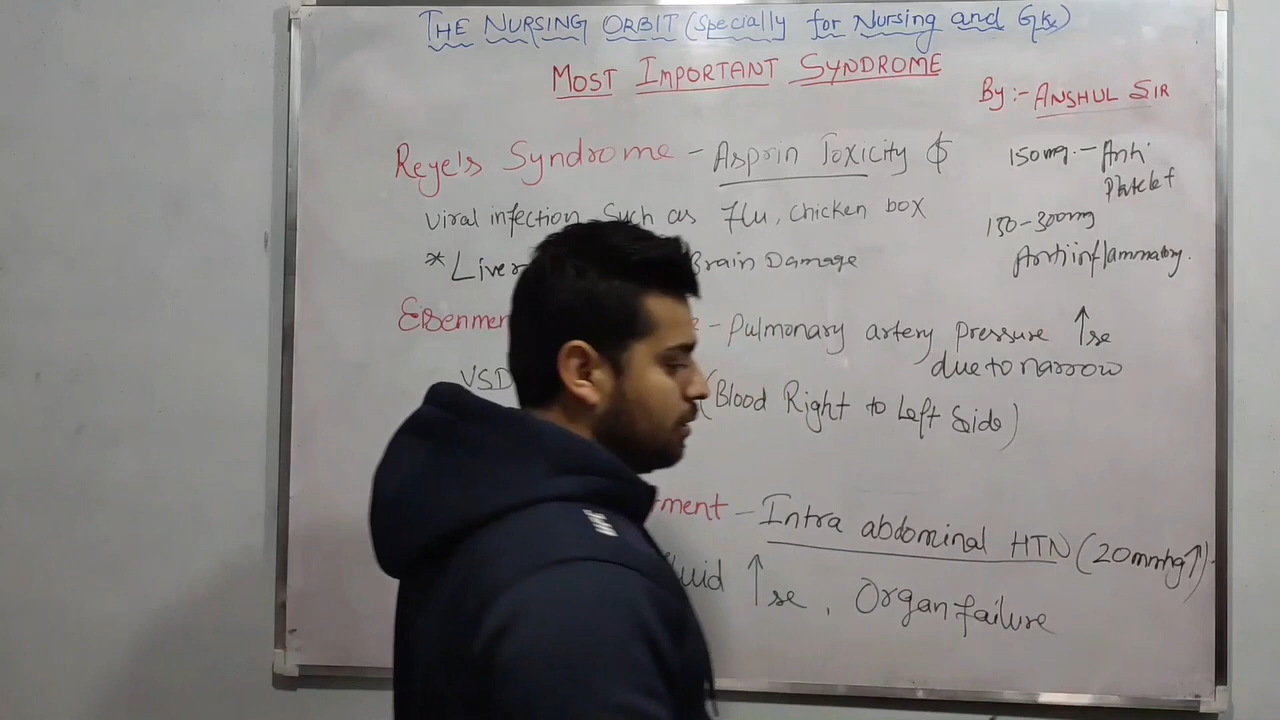 THE NURSING ORBIT (Specially for Nursing and Gk)
MOST IMPORTANT SYNDROME
By :- ANSHUL SIR
Reye's Syndrome - Asprin Toxicity $
Viral infection Such as Flu, chicken box
* Liver Brain Damage
150mg. - Anti
Platelet
150-300mg
Antiinflammatory.
Eisenmen - Pulmonary artery pressure ↑se
due to narrow
VSD (Blood Right to Left Side)
rtment - Intra abdominal HTN (20mmhg↑).
fluid ↑se, Organ failure